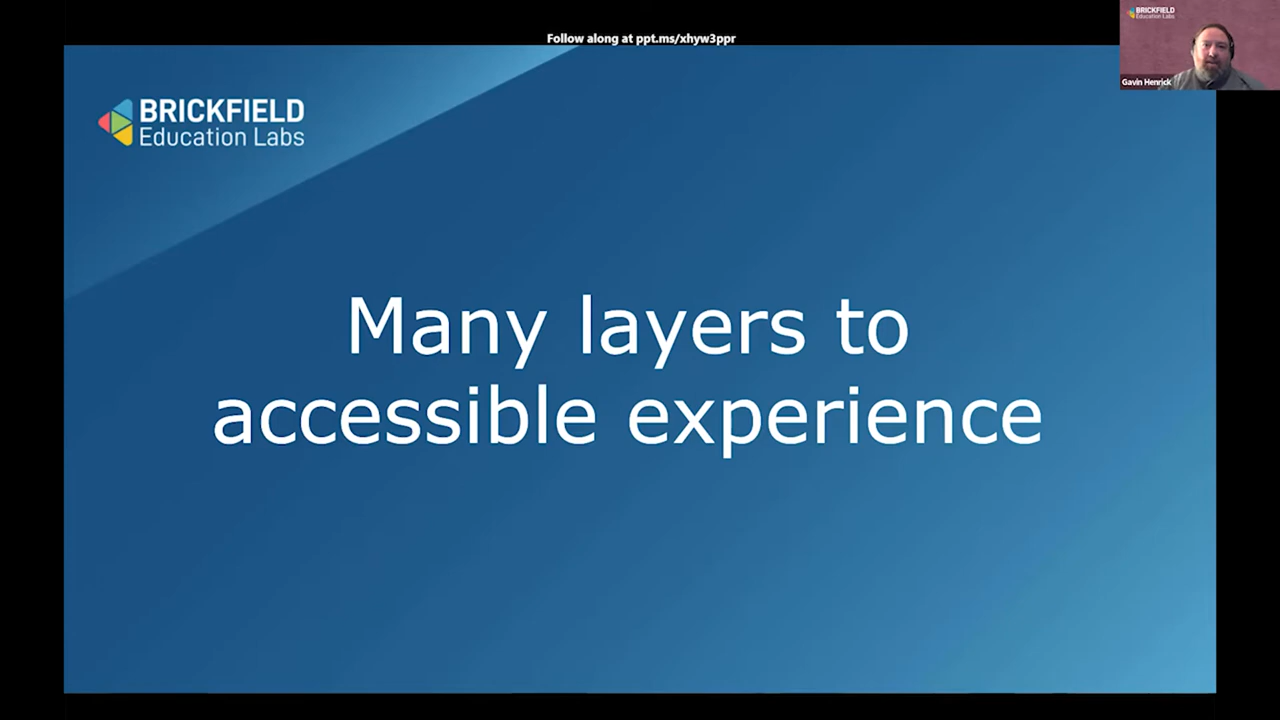 Follow along at ppt.ms/xhyw3ppr
BRICKFIELD
Education Labs
Gavin Henrick
BRICKFIELD
Education Labs
Many layers to
accessible experience